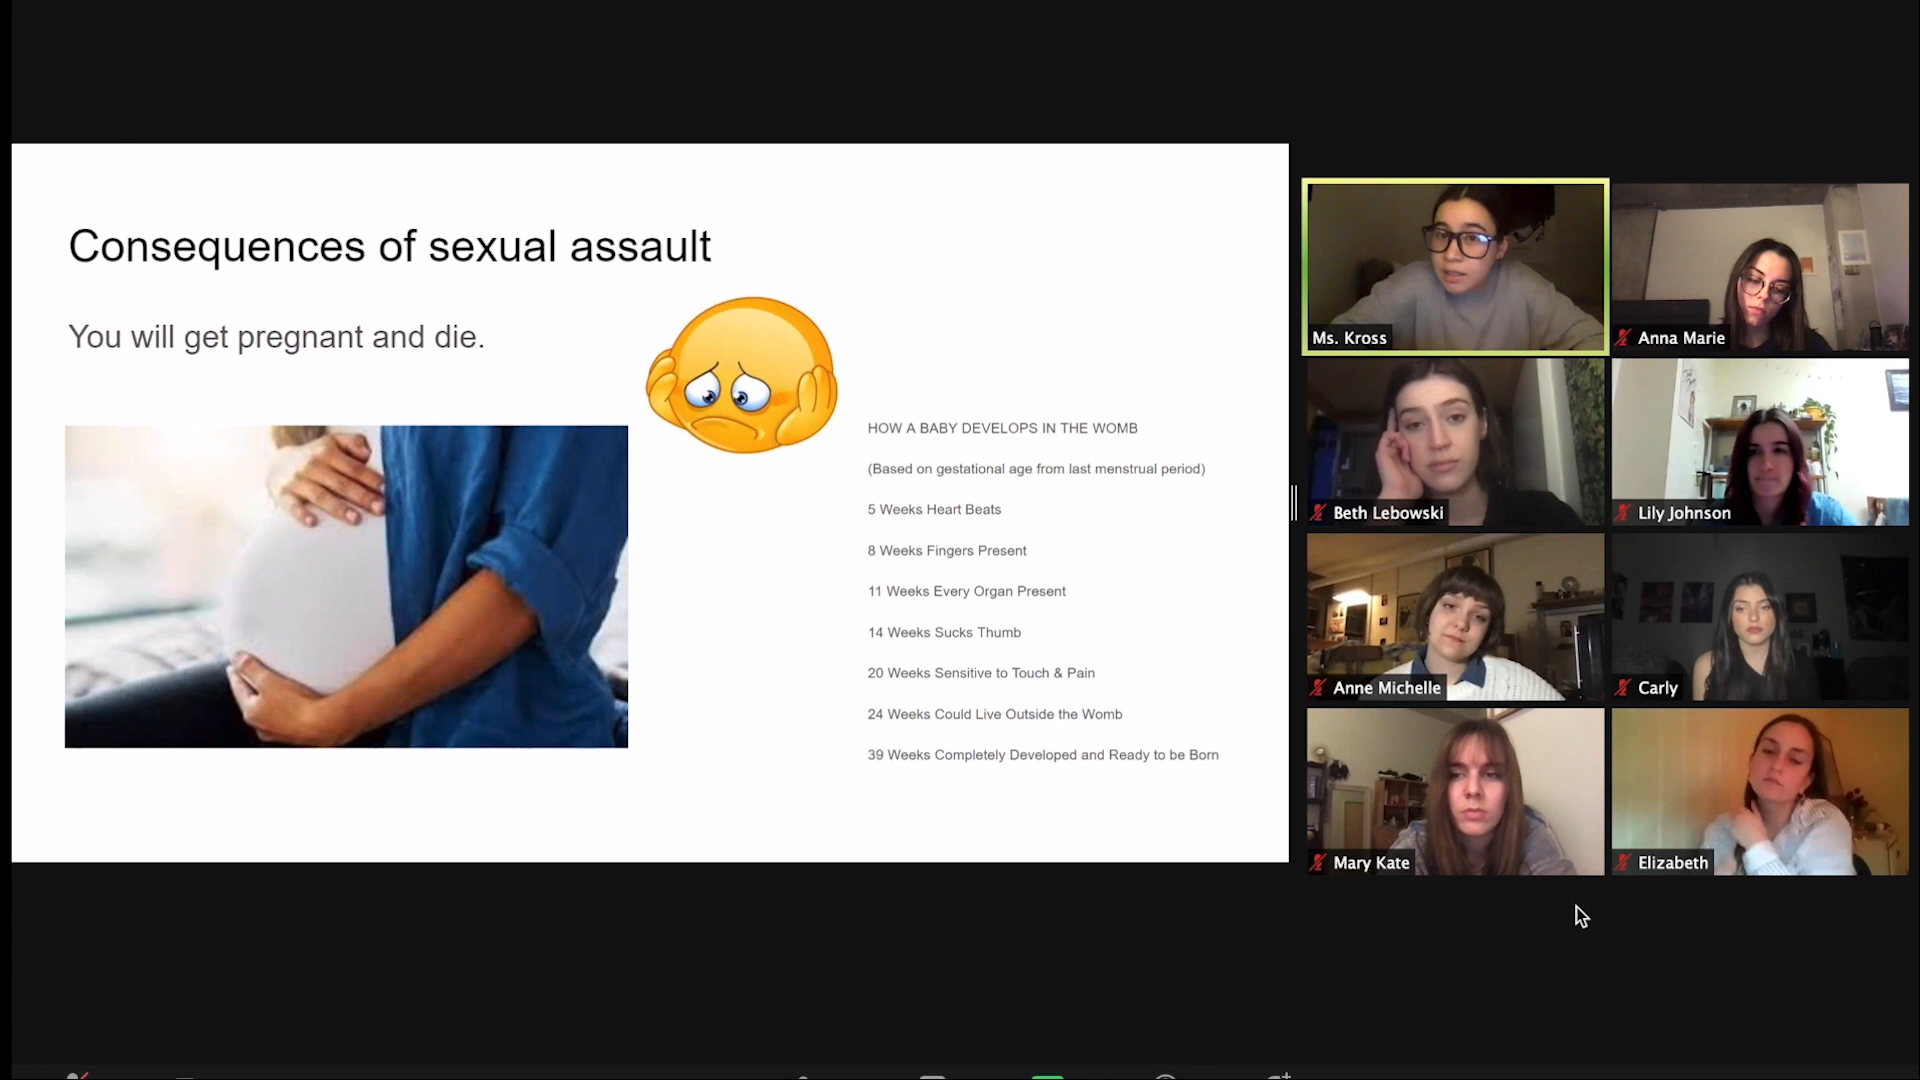 Consequences of sexual assault
You will get pregnant and die.
HOW A BABY DEVELOPS IN THE WOMB
(Based on gestational age from last menstrual period)
5 Weeks Heart Beats
8 Weeks Fingers Present
11 Weeks Every Organ Present
14 Weeks Sucks Thumb
20 Weeks Sensitive to Touch & Pain
24 Weeks Could Live Outside the Womb
39 Weeks Completely Developed and Ready to be Born
Ms. Kross
Anna Marie
Beth Lebowski
Lily Johnson
Anne Michelle
Carly
Mary Kate
Elizabeth